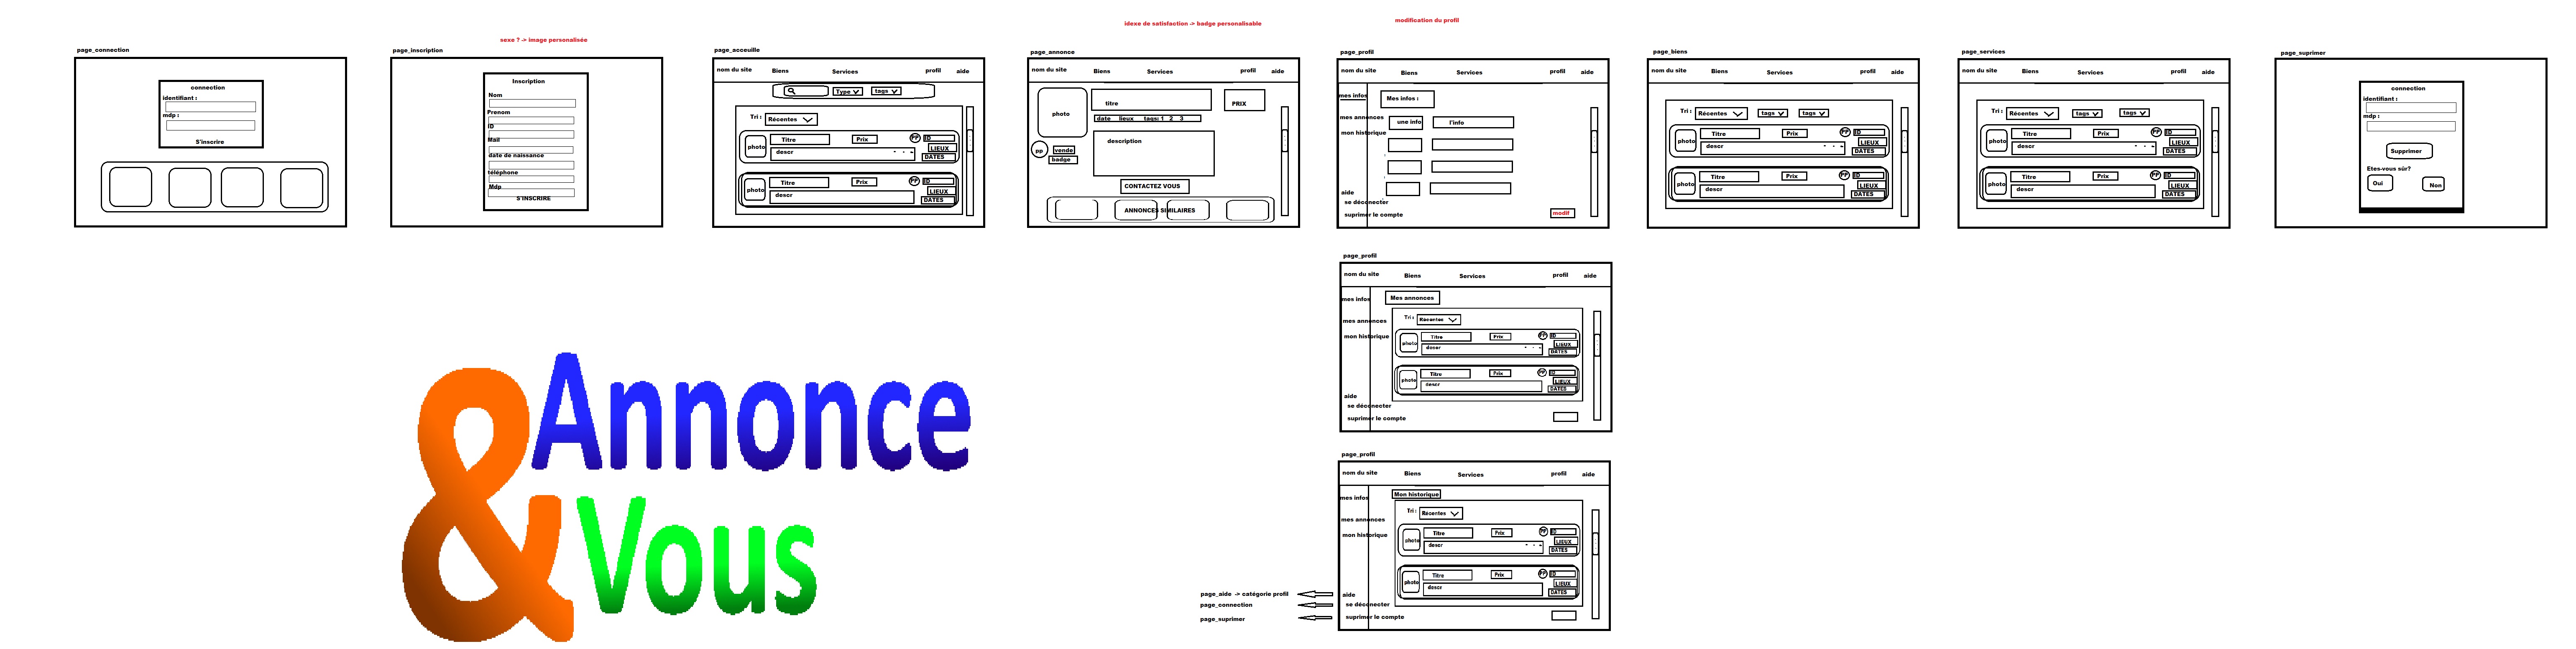 idexe de satisfaction -> badge personalisable
modification du profil
sexe ? -> image personalisée
page_connection
connection
identifiant :
mdp :
S'inscrire
page_inscription
Inscription
Nom
Prenom
ID
Mail
date de naissance
téléphone
Mdp
S'INSCRIRE
page_acceuille
nom du site Biens Services profil aide
Type tags
Tri : Récentes
photo Titre Prix PP ID
descr - - - LIEUX
DATES
photo Titre Prix PP ID
descr LIEUX
DATES
page_annonce
nom du site Biens Services profil aide
photo titre PRIX
date lieux tags: 1 2 3
description
pp vende
badge
CONTACTEZ VOUS
ANNONCES SIMILAIRES
page_profil
nom du site Biens Services profil aide
mes infos Mes infos :
mes annonces une info l'info
mon historique
aide
se déconnecter
suprimer le compte modif
page_biens
nom du site Biens Services profil aide
Tri : Récentes tags tags
photo Titre Prix PP ID
descr - - - LIEUX
DATES
photo Titre Prix PP ID
descr LIEUX
DATES
page_services
nom du site Biens Services profil aide
Tri : Récentes tags tags
photo Titre Prix PP ID
descr - - - LIEUX
DATES
photo Titre Prix PP ID
descr LIEUX
DATES
page_suprimer
connection
identifiant :
mdp :
Supprimer
Etes-vous sûr?
Oui Non
page_profil
nom du site Biens Services profil aide
mes infos Mes annonces
mes annonces Tri : Récentes
mon historique
photo Titre Prix PP ID
descr - - - LIEUX
DATES
photo Titre Prix PP ID
descr LIEUX
DATES
aide
se déconnecter
suprimer le compte
&Annonce
Vous
page_profil
nom du site Biens Services profil aide
mes infos Mon historique
mes annonces Tri : Récentes
mon historique
photo Titre Prix PP ID
descr - - - LIEUX
DATES
photo Titre Prix PP ID
descr LIEUX
DATES
page_aide -> catégorie profil aide
page_connection se déconnecter
page_suprimer suprimer le compte